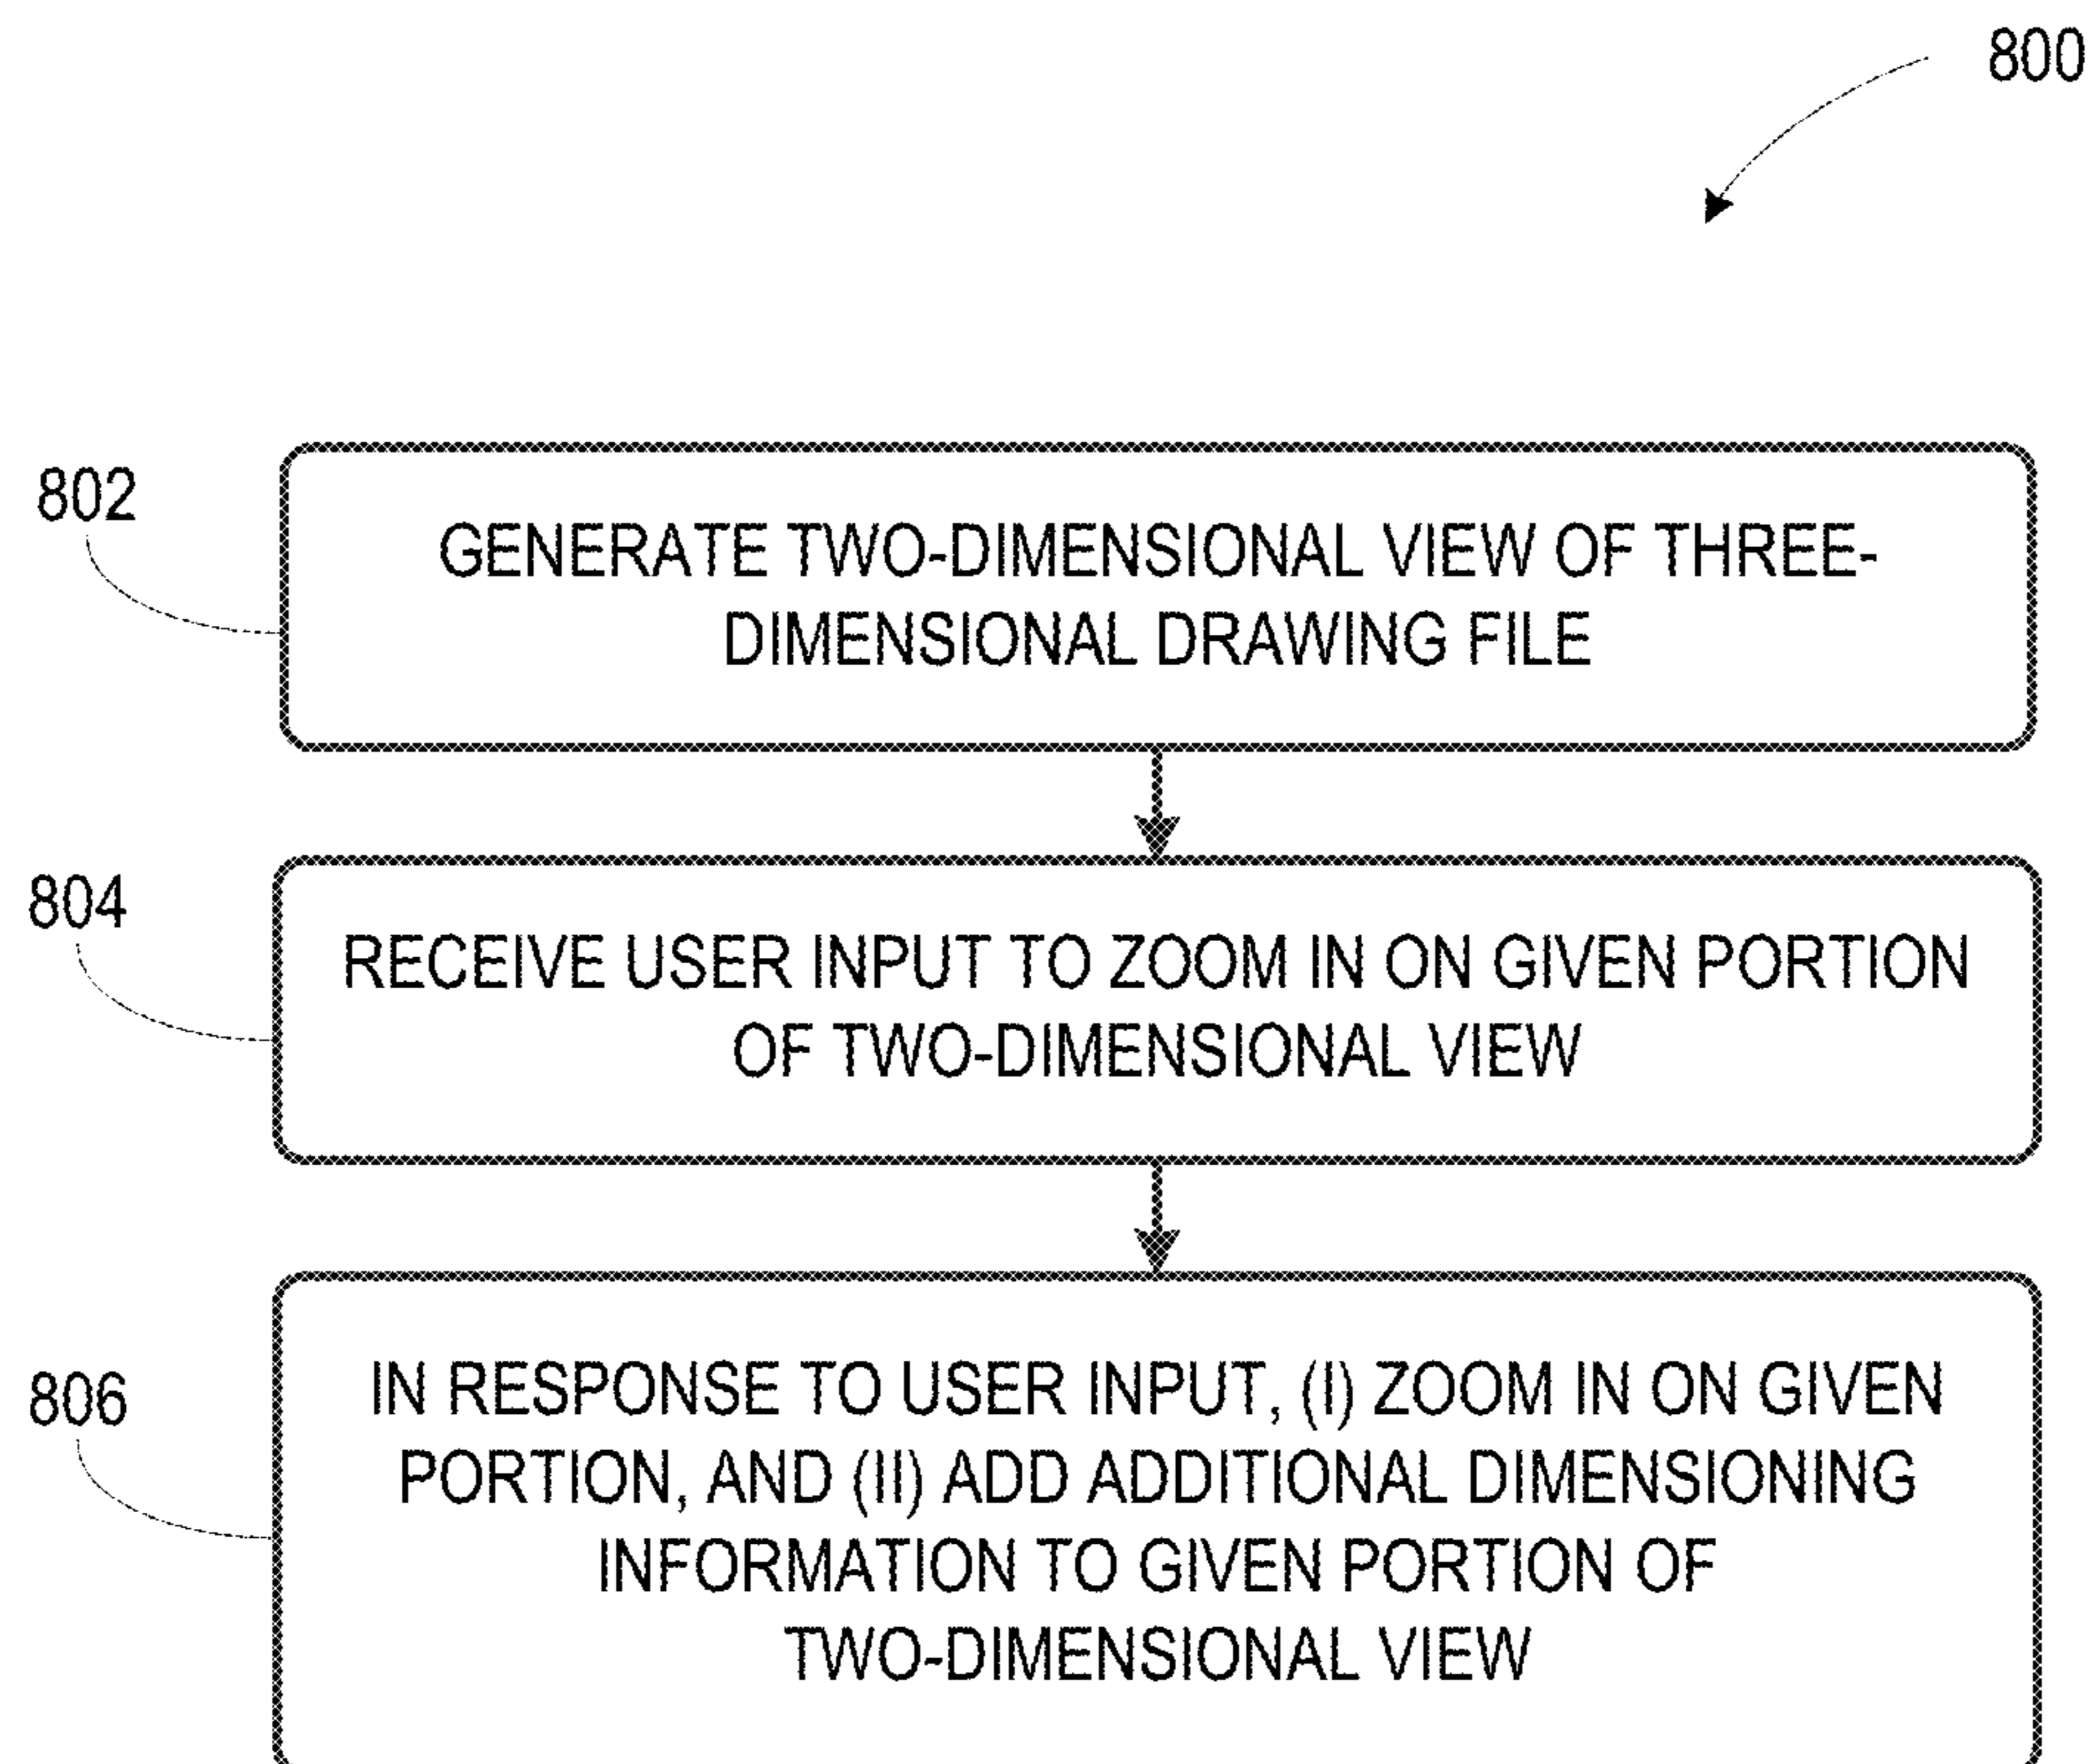 800
802
GENERATE TWO-DIMENSIONAL VIEW OF THREE-
DIMENSIONAL DRAWING FILE
804
RECEIVE USER INPUT TO ZOOM IN ON GIVEN PORTION
OF TWO-DIMENSIONAL VIEW
806
IN RESPONSE TO USER INPUT, (I) ZOOM IN ON GIVEN
PORTION, AND (II) ADD ADDITIONAL DIMENSIONING
INFORMATION TO GIVEN PORTION OF
TWO-DIMENSIONAL VIEW